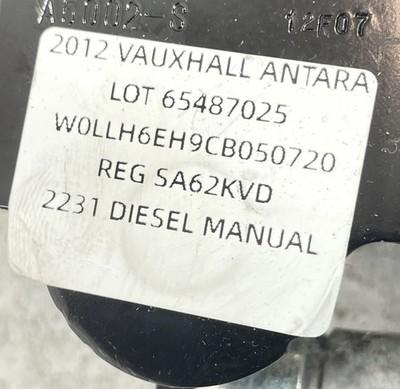 A6002-S 12F07
2012 VAUXHALL ANTARA
LOT 65487025
W0LLH6EH9CB050720
REG SA62KVD
2231 DIESEL MANUAL